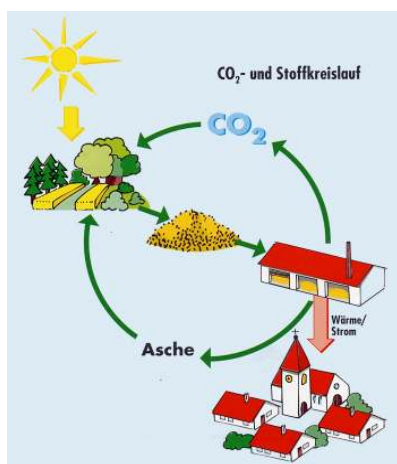 CO₂- und Stoffkreislauf
CO₂
Wärme/
Strom
Asche